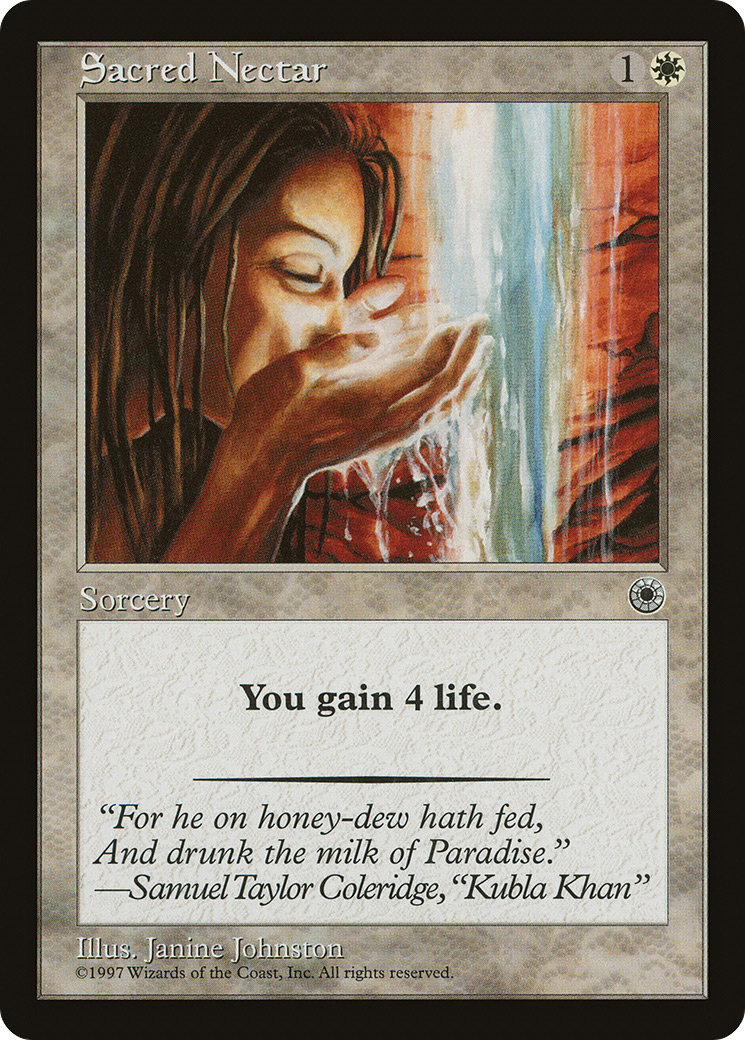 Sacred Nectar 1
Sorcery
You gain 4 life.
“For he on honey-dew hath fed,
And drunk the milk of Paradise.”
—Samuel Taylor Coleridge, “Kubla Khan”
Illus. Janine Johnston
©1997 Wizards of the Coast, Inc. All rights reserved.